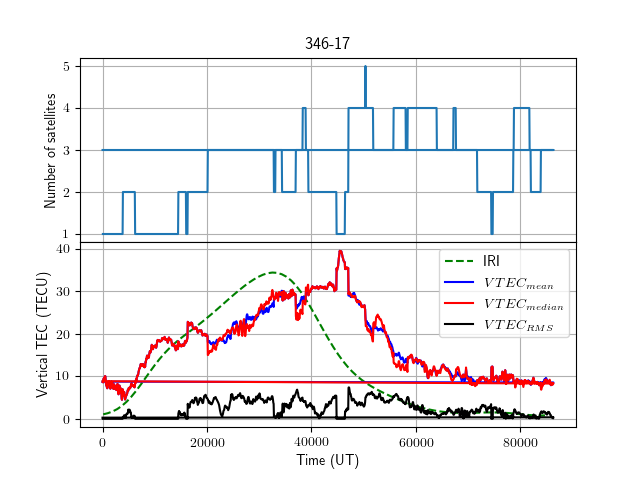 346-17
Number of satellites
5
4
3
2
1
Vertical TEC (TECU)
40
30
20
10
0
IRI
VTEC_mean
VTEC_median
VTEC_RMS
0 20000 40000 60000 80000
Time (UT)